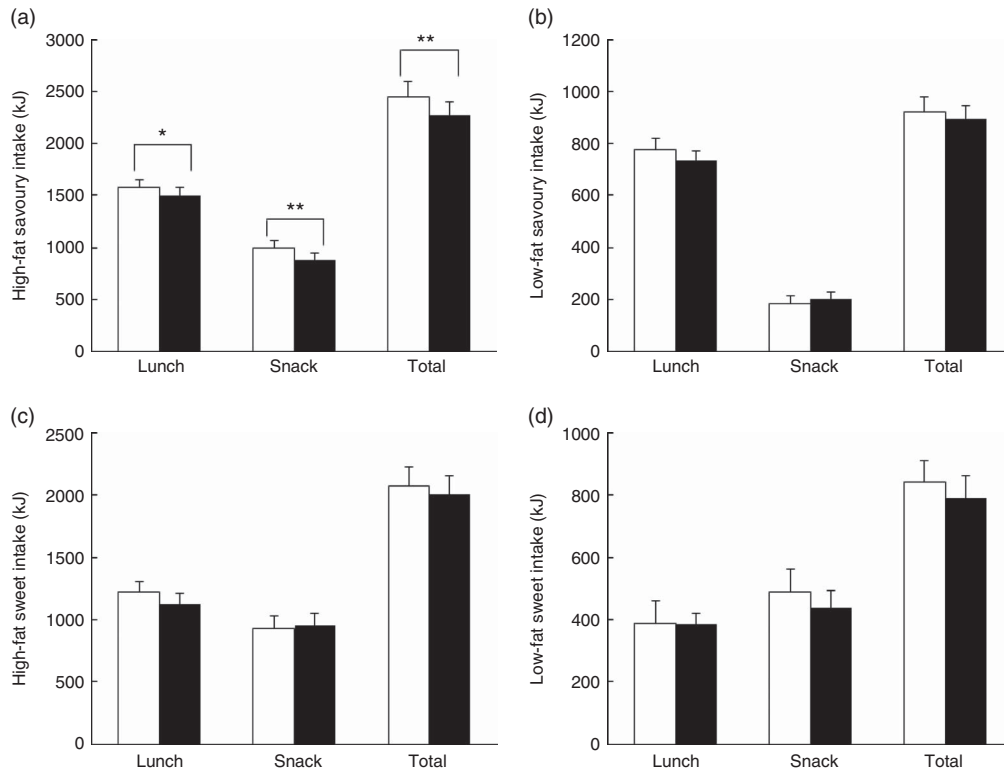 (a)
High-fat savoury intake (kJ)
3000
2500
2000
1500
1000
500
0
*
**
**
Lunch Snack Total
(b)
Low-fat savoury intake (kJ)
1200
1000
800
600
400
200
0
Lunch Snack Total
(c)
High-fat sweet intake (kJ)
2500
2000
1500
1000
500
0
Lunch Snack Total
(d)
Low-fat sweet intake (kJ)
1000
800
600
400
200
0
Lunch Snack Total